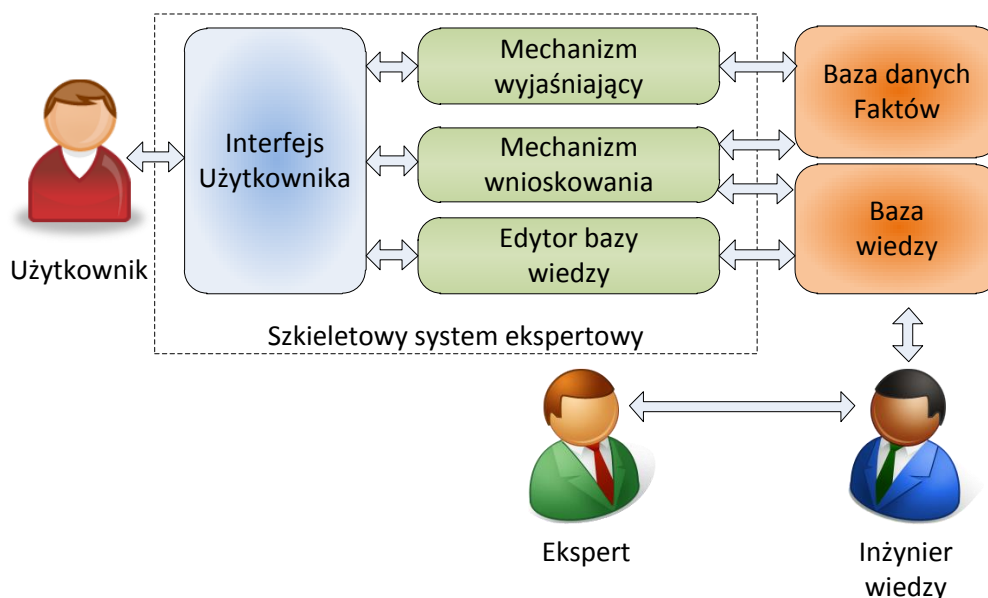 Mechanizm
wyjaśniający
Baza danych
Faktów
Interfejs
Użytkownika
Mechanizm
wnioskowania
Baza
wiedzy
Edytor bazy
wiedzy
Użytkownik
Szkieletowy system ekspertowy
Ekspert
Inżynier
wiedzy